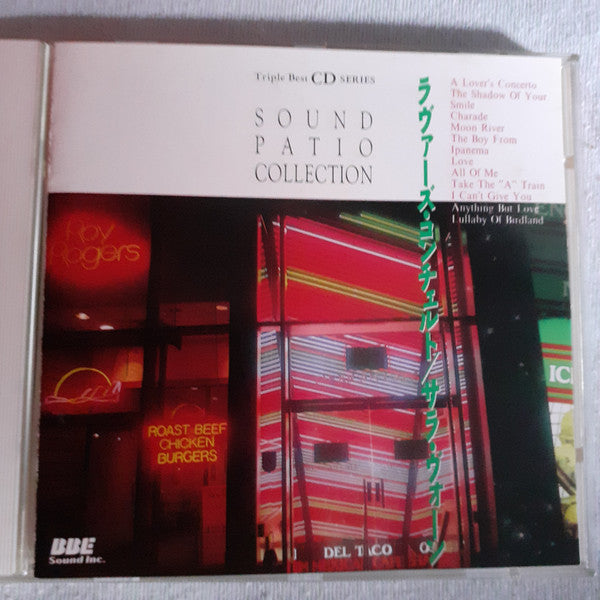 Triple Best CD SERIES
SOUND
PATIO
COLLECTION
ラヴァーズ・コンチェルト/サラ・ヴォーン
A Lover's Concerto
The Shadow Of Your
Smile
Charade
Moon River
The Boy From
Ipanema
Love
All Of Me
Take The "A" Train
I Can't Give You
Anything But Love
Lullaby Of Birdland
Roy
Rogers
ROAST BEEF
CHICKEN
BURGERS
DEL TACO
IC
BBE
Sound Inc.